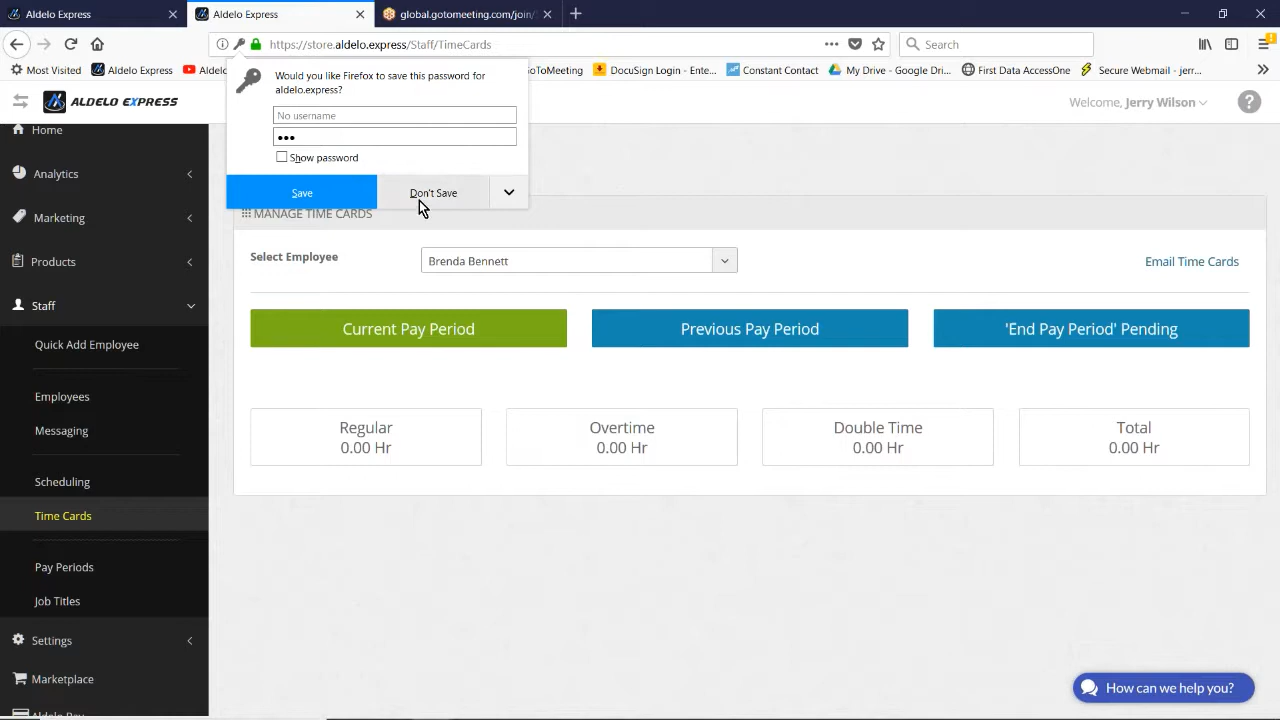 Aldelo Express
Aldelo Express
global.gotomeeting.com/join/
https://store.aldelo.express/Staff/TimeCards
Search
Most Visited
Aldelo Express
Aldelo
GoToMeeting
DocuSign Login - Enter...
Constant Contact
My Drive - Google Dri...
First Data AccessOne
Secure Webmail - jerr...
Would you like Firefox to save this password for
aldelo.express?
No username
•••
Show password
Save
Don't Save
ALDELO EXPRESS
Welcome, Jerry Wilson
?
Home
Analytics
Marketing
Products
Staff
Quick Add Employee
Employees
Messaging
Scheduling
Time Cards
Pay Periods
Job Titles
Settings
Marketplace
MANAGE TIME CARDS
Select Employee
Brenda Bennett
Email Time Cards
Current Pay Period
Previous Pay Period
'End Pay Period' Pending
Regular
0.00 Hr
Overtime
0.00 Hr
Double Time
0.00 Hr
Total
0.00 Hr
How can we help you?